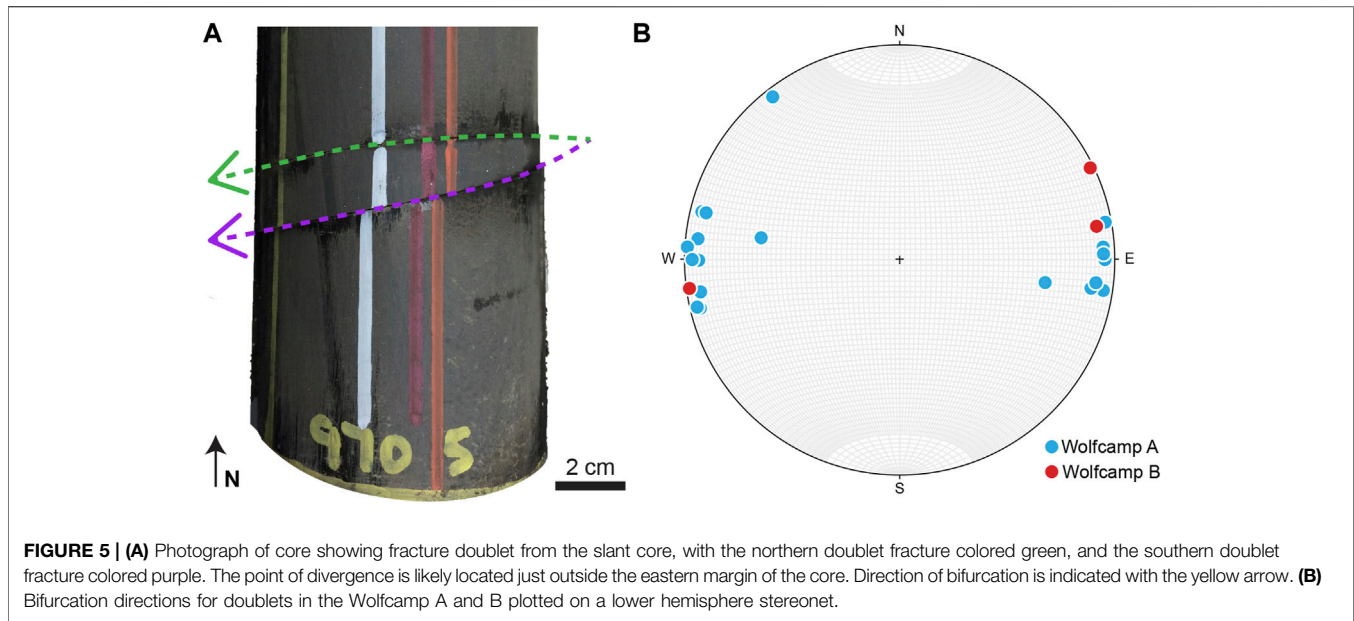 A
B
N
W
E
S
970 5
N
2 cm
Wolfcamp A
Wolfcamp B
FIGURE 5 | (A) Photograph of core showing fracture doublet from the slant core, with the northern doublet fracture colored green, and the southern doublet
fracture colored purple. The point of divergence is likely located just outside the eastern margin of the core. Direction of bifurcation is indicated with the yellow arrow. (B)
Bifurcation directions for doublets in the Wolfcamp A and B plotted on a lower hemisphere stereonet.